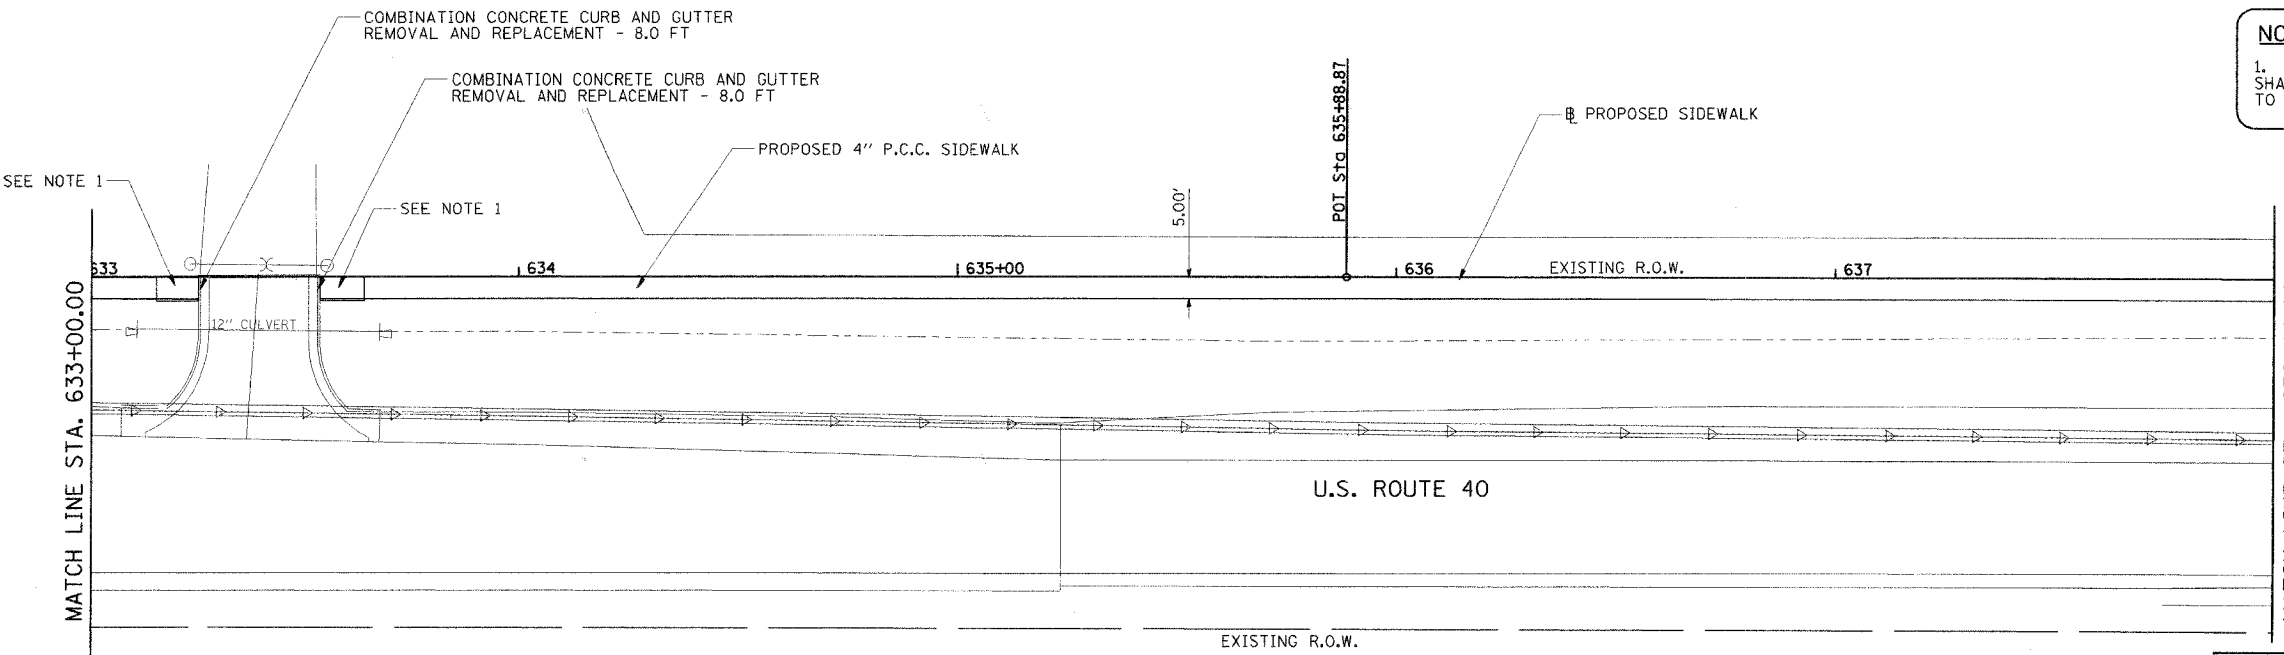 COMBINATION CONCRETE CURB AND GUTTER
REMOVAL AND REPLACEMENT - 8.0 FT
COMBINATION CONCRETE CURB AND GUTTER
REMOVAL AND REPLACEMENT - 8.0 FT
PROPOSED 4" P.C.C. SIDEWALK
SEE NOTE 1
SEE NOTE 1
5.00'
POT Sta 635+88.87
PROPOSED SIDEWALK
1.
SHA
TO
633
634
635+00
636
EXISTING R.O.W.
637
12" CULVERT
MATCH LINE STA. 633+00.00
U.S. ROUTE 40
EXISTING R.O.W.